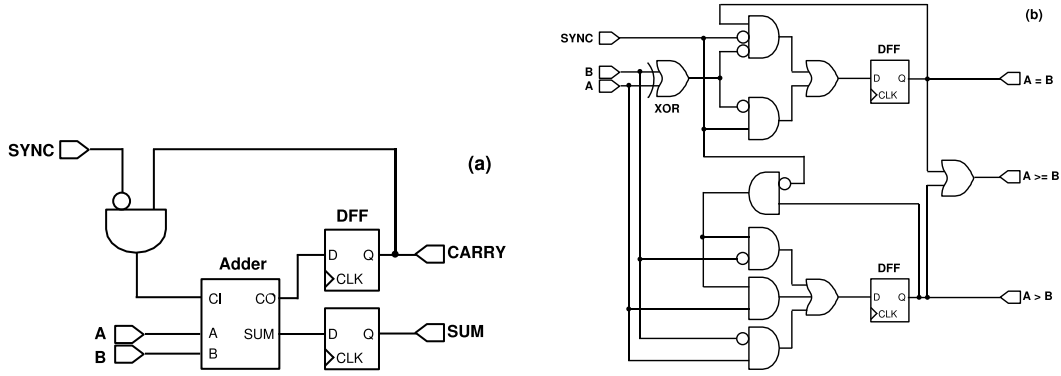 SYNC
(a)
DFF
D
Q
CLK
CARRY
Adder
CI
CO
A
A
SUM
B
B
D
Q
CLK
SUM
(b)
SYNC
B
A
XOR
DFF
D
Q
CLK
A = B
A >= B
DFF
D
Q
CLK
A > B